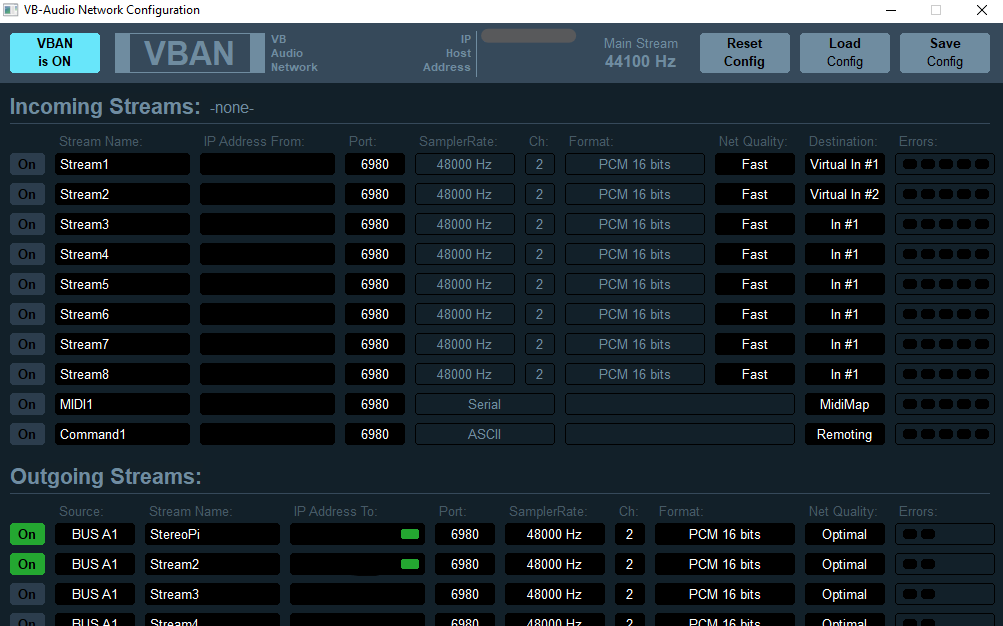 VB-Audio Network Configuration
VBAN
is ON
VBAN
VB
Audio
Network
IP
Host
Address
Main Stream
44100 Hz
Reset
Config
Load
Config
Save
Config
Incoming Streams: -none-
Stream Name: IP Address From: Port: SamplerRate: Ch: Format: Net Quality: Destination: Errors:
On Stream1 6980 48000 Hz 2 PCM 16 bits Fast Virtual In #1
On Stream2 6980 48000 Hz 2 PCM 16 bits Fast Virtual In #2
On Stream3 6980 48000 Hz 2 PCM 16 bits Fast In #1
On Stream4 6980 48000 Hz 2 PCM 16 bits Fast In #1
On Stream5 6980 48000 Hz 2 PCM 16 bits Fast In #1
On Stream6 6980 48000 Hz 2 PCM 16 bits Fast In #1
On Stream7 6980 48000 Hz 2 PCM 16 bits Fast In #1
On Stream8 6980 48000 Hz 2 PCM 16 bits Fast In #1
On MIDI1 6980 Serial MidiMap
On Command1 6980 ASCII Remoting
Outgoing Streams:
Source: Stream Name: IP Address To: Port: SamplerRate: Ch: Format: Net Quality: Errors:
On BUS A1 StereoPi 6980 48000 Hz 2 PCM 16 bits Optimal
On BUS A1 Stream2 6980 48000 Hz 2 PCM 16 bits Optimal
On BUS A1 Stream3 6980 48000 Hz 2 PCM 16 bits Optimal
On BUS A1 Stream4 6980 48000 Hz 2 PCM 16 bits Optimal